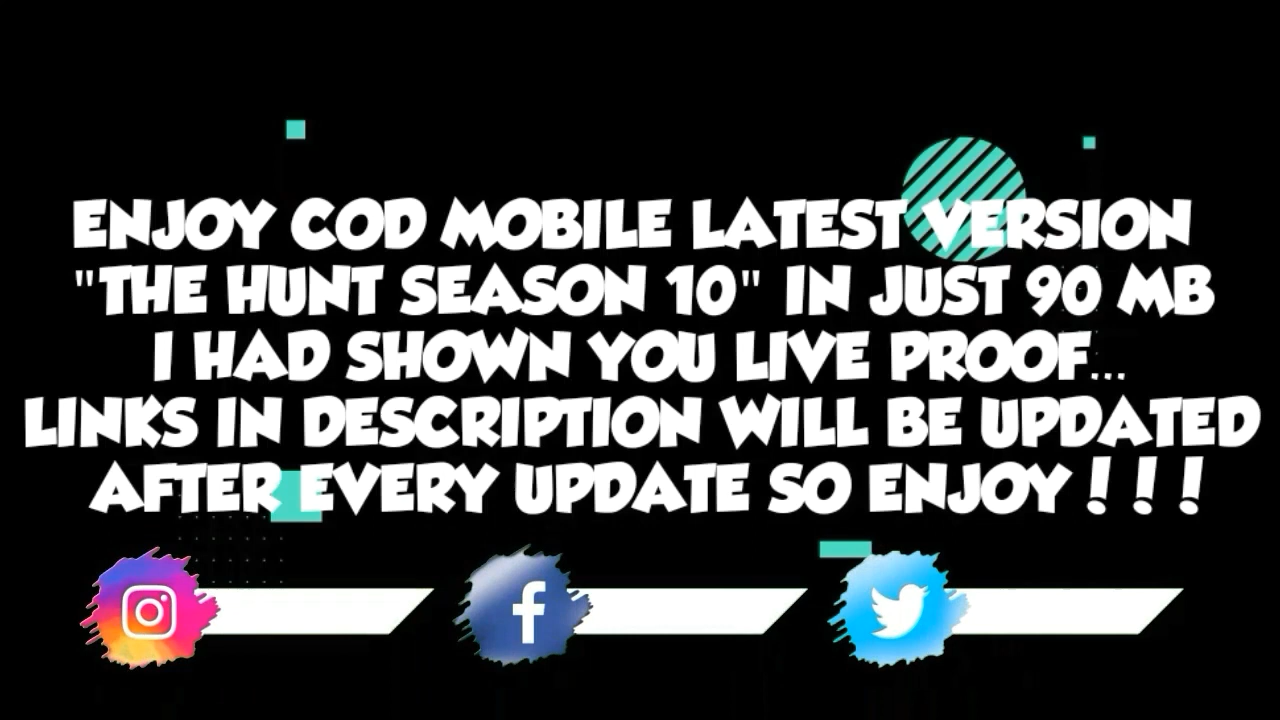 ENJOY COD MOBILE LATEST VERSION
"THE HUNT SEASON 10" IN JUST 90 MB
I HAD SHOWN YOU LIVE PROOF...
LINKS IN DESCRIPTION WILL BE UPDATED
AFTER EVERY UPDATE SO ENJOY!!!